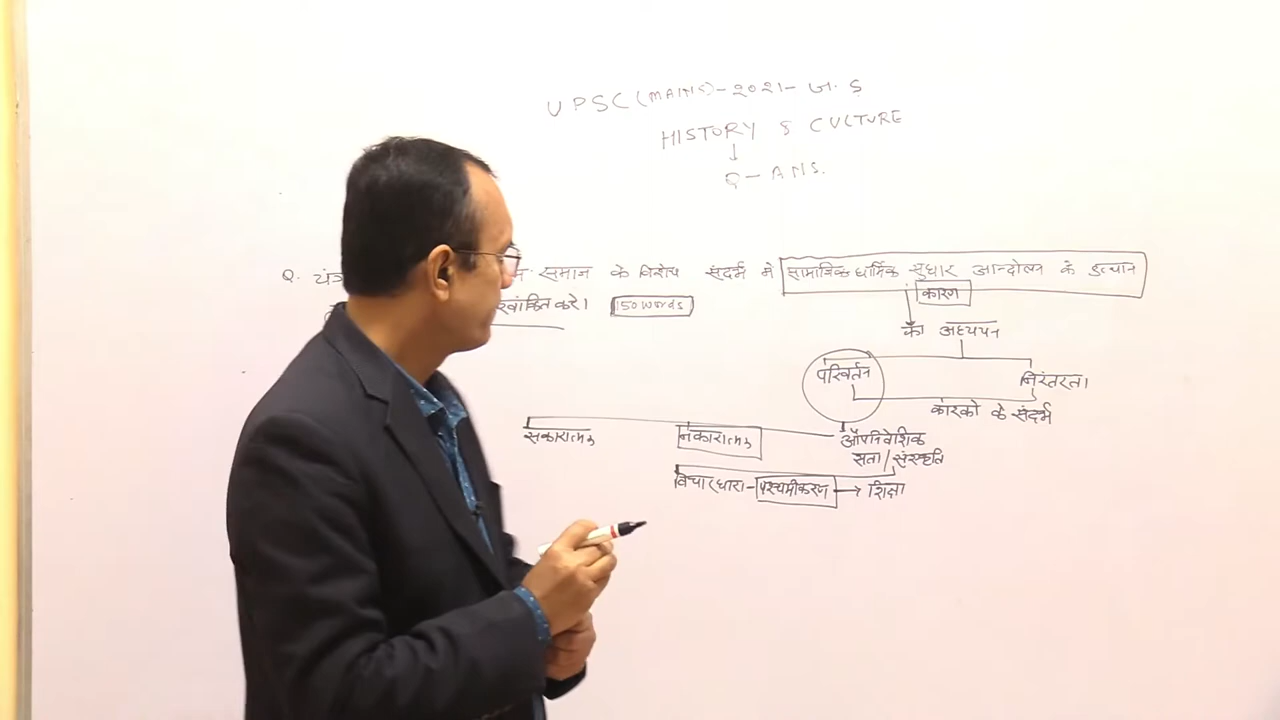 UPSC (MAINS)-2021-
HISTORY & CULTURE
Q-ANS.
Q. समान के विशेष संदर्भ मे सामाजिक धार्मिक सुधार आन्दोलन के उत्थान
करे। 150 words कारण
का अध्ययन
परिवर्तन निरंतरता
कारको के संदर्भ
सकारात्मक नकारात्मक औपनिवेशिक
सता/संस्कृति
विचारधारा-पश्चमीकरण → शिक्षा